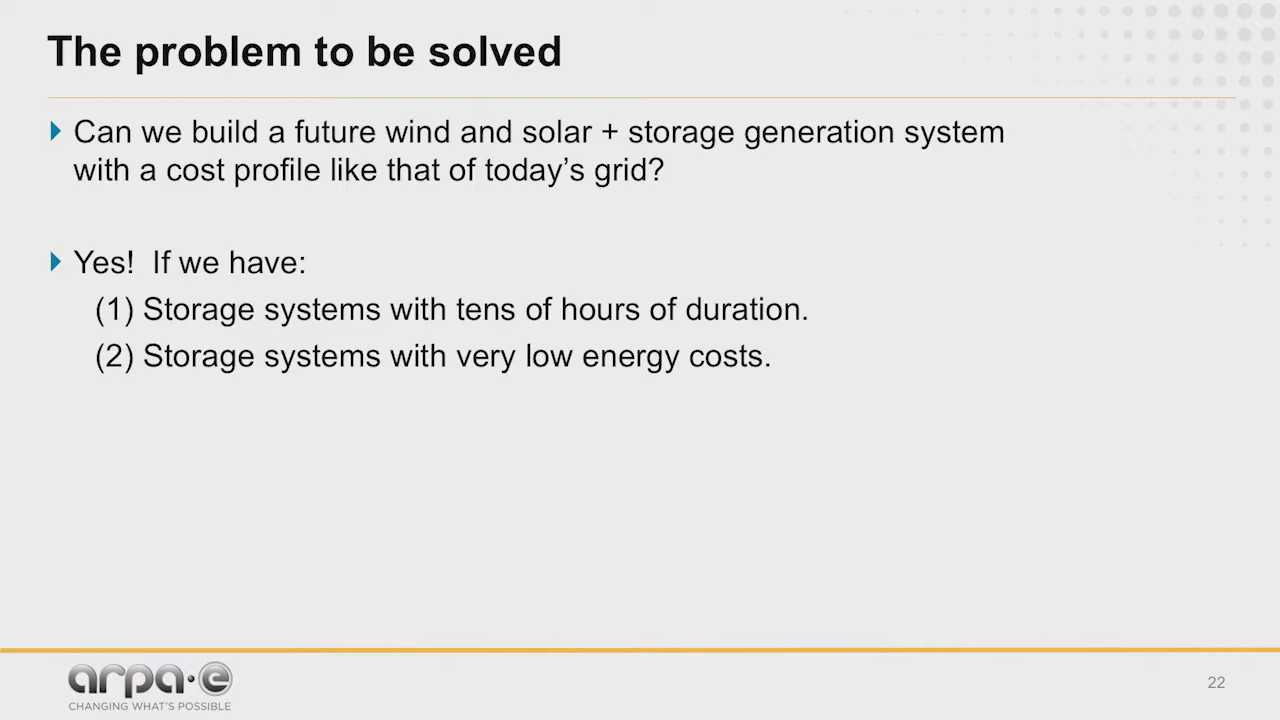 The problem to be solved
Can we build a future wind and solar + storage generation system
with a cost profile like that of today’s grid?
Yes!  If we have:
(1) Storage systems with tens of hours of duration.
(2) Storage systems with very low energy costs.
arpa·e
CHANGING WHAT’S POSSIBLE
22